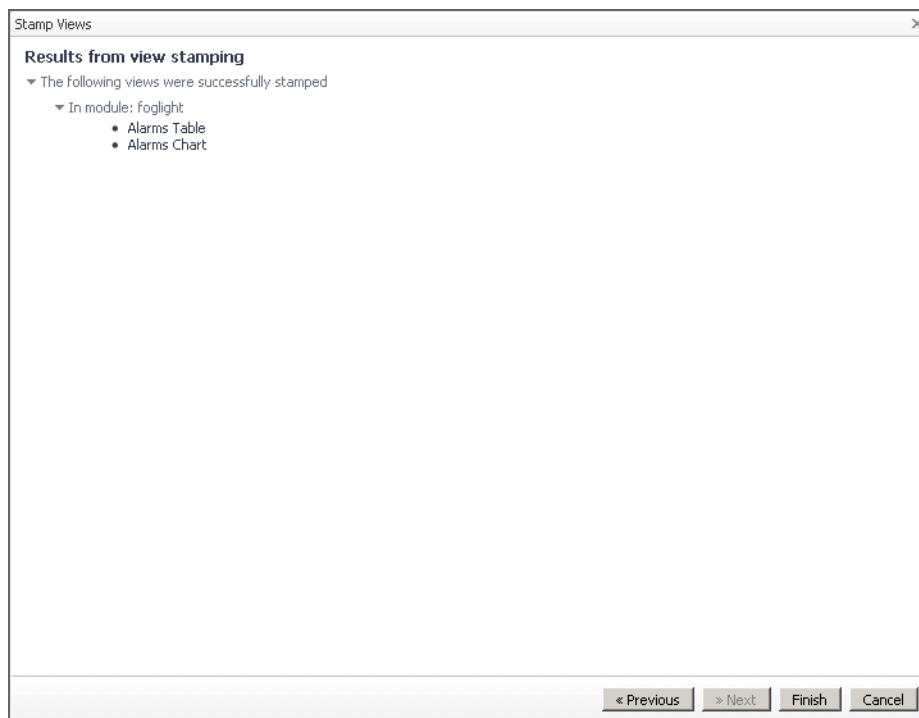 Stamp Views
Results from view stamping
The following views were successfully stamped
In module: foglight
Alarms Table
Alarms Chart
« Previous » Next Finish Cancel